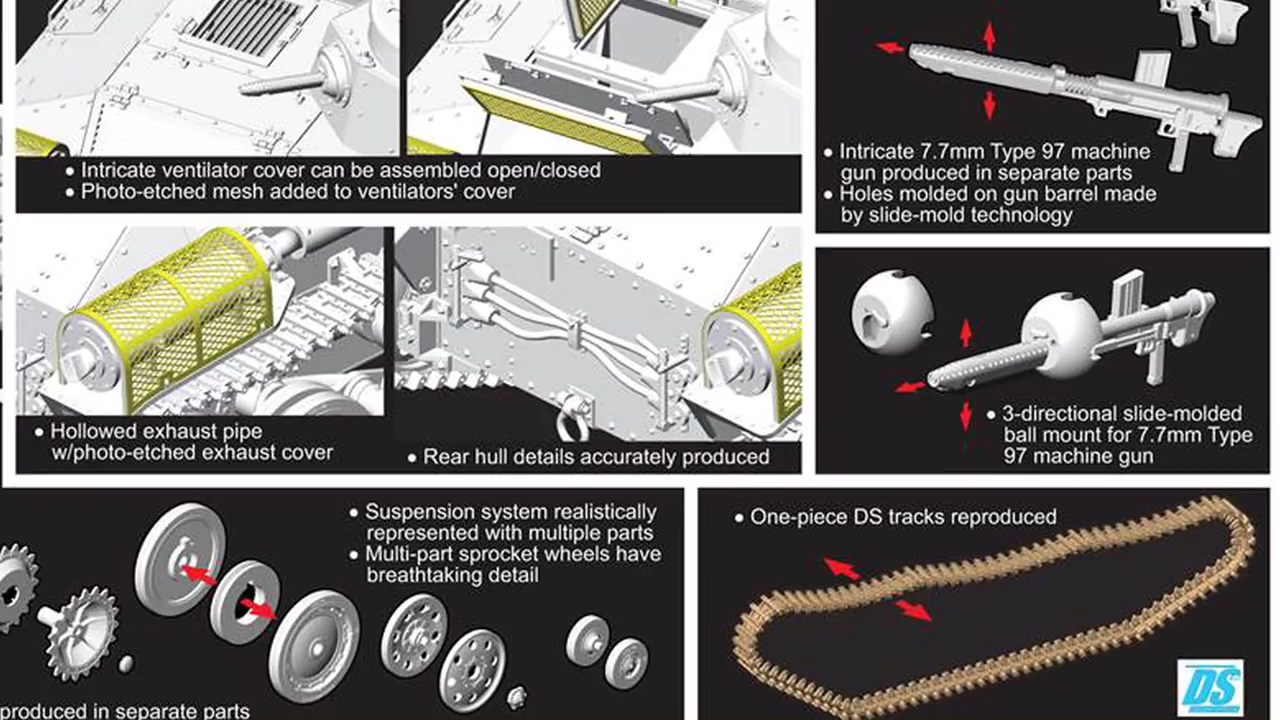 • Intricate ventilator cover can be assembled open/closed
• Photo-etched mesh added to ventilators' cover
• Intricate 7.7mm Type 97 machine
gun produced in separate parts
• Holes molded on gun barrel made
by slide-mold technology
• Hollowed exhaust pipe
w/photo-etched exhaust cover
• Rear hull details accurately produced
• 3-directional slide-molded
ball mount for 7.7mm Type
97 machine gun
• Suspension system realistically
represented with multiple parts
• Multi-part sprocket wheels have
breathtaking detail
produced in separate parts
• One-piece DS tracks reproduced
DS